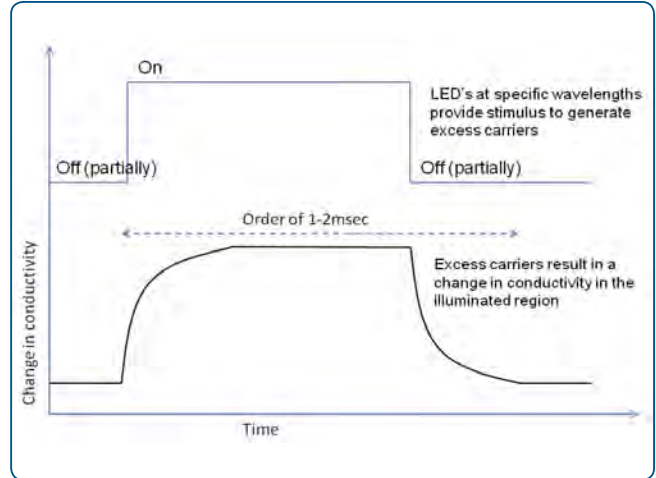 On
LED's at specific wavelengths
provide stimulus to generate
excess carriers
Off (partially)
Off (partially)
Order of 1-2msec
Excess carriers result in a
change in conductivity in the
illuminated region
Change in conductivity
Time